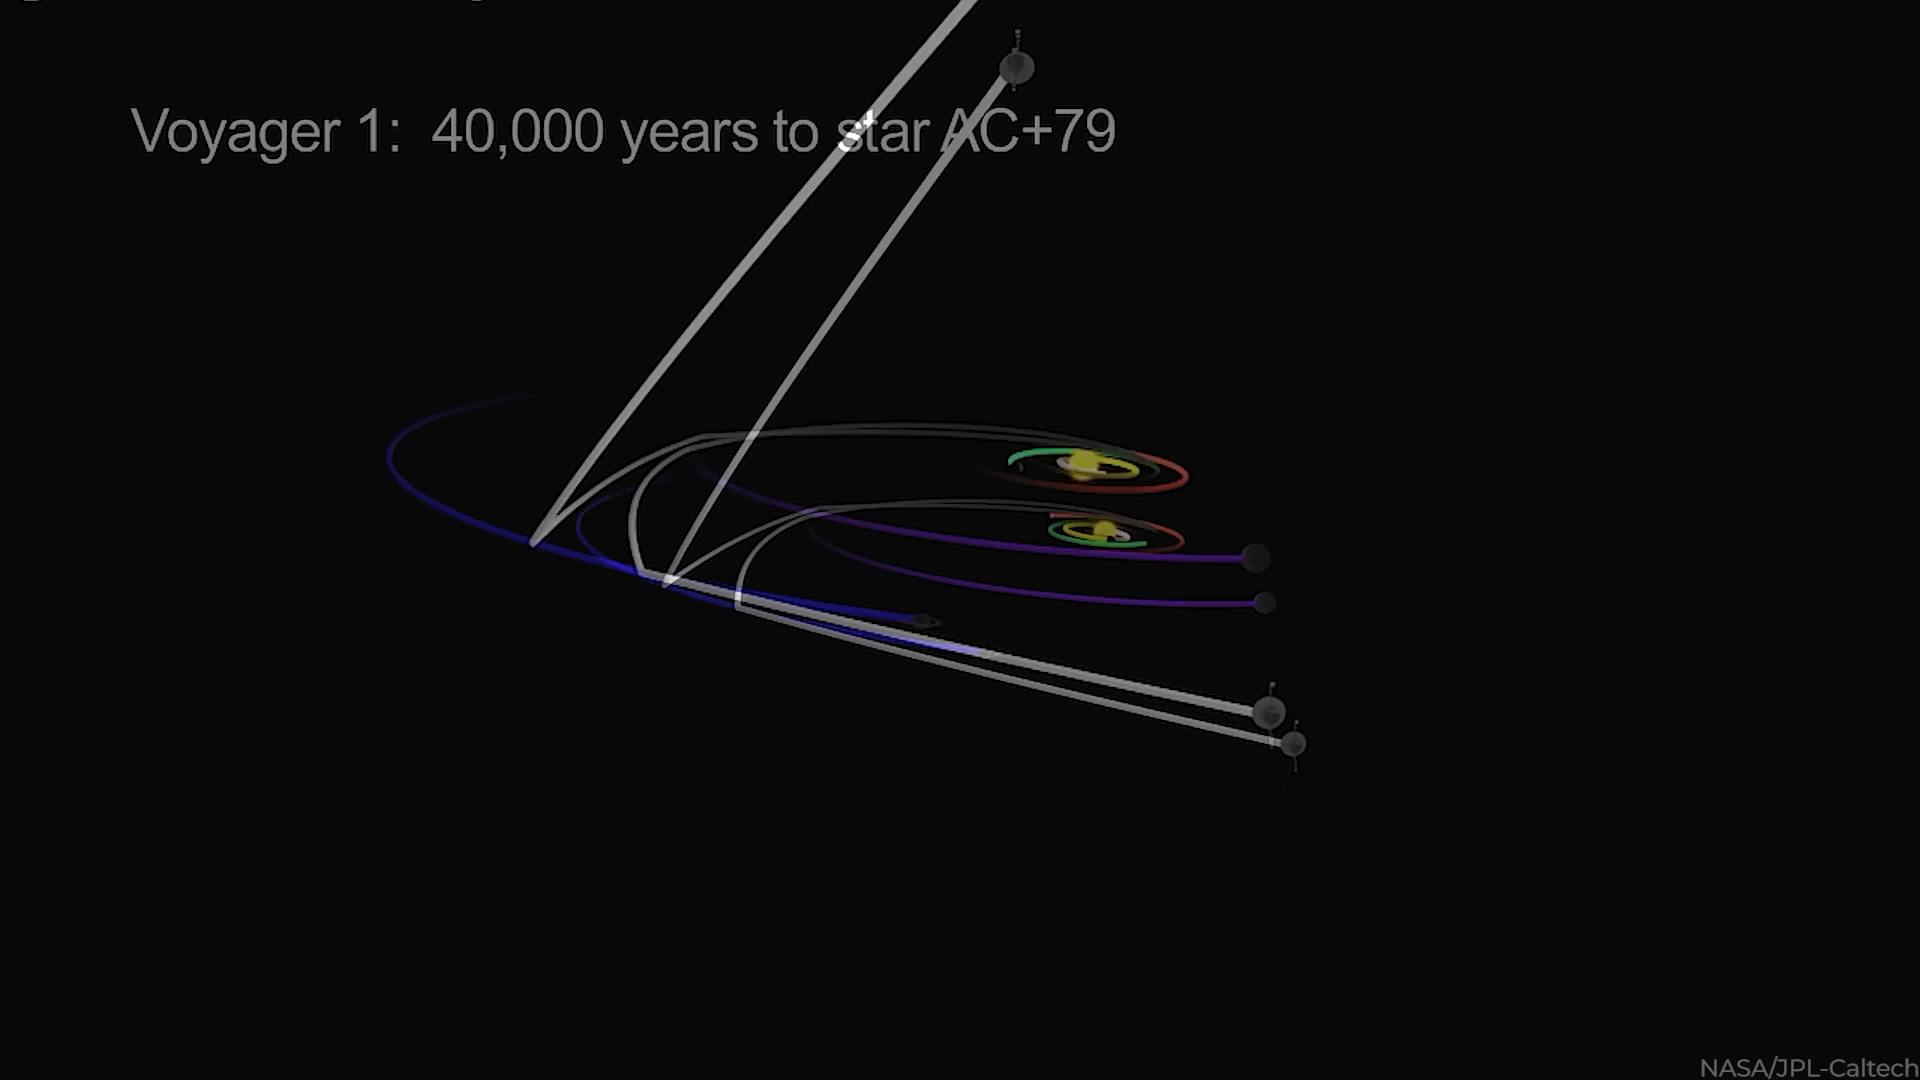 Voyager 1: 40,000 years to star AC+79
NASA/JPL-Caltech